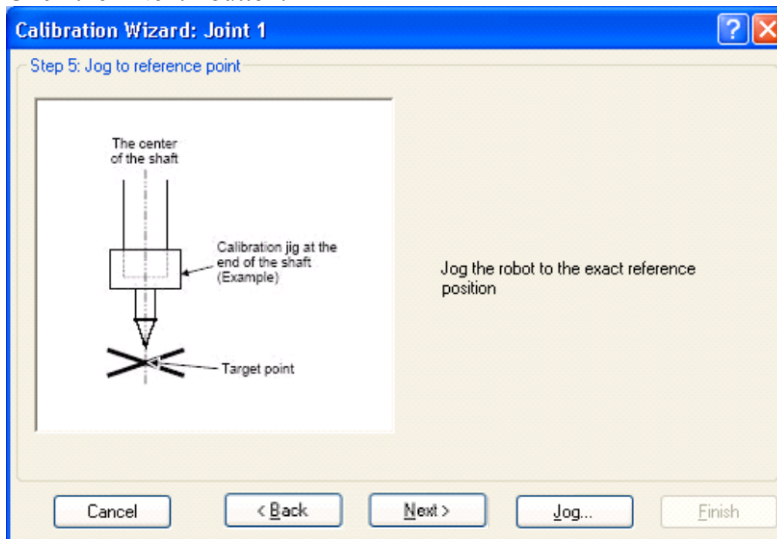 Calibration Wizard: Joint 1
Step 5: Jog to reference point
The center
of the shaft
Calibration jig at the
end of the shaft
(Example)
Jog the robot to the exact reference
position
Target point
Cancel
< Back
Next >
Jog...
Finish